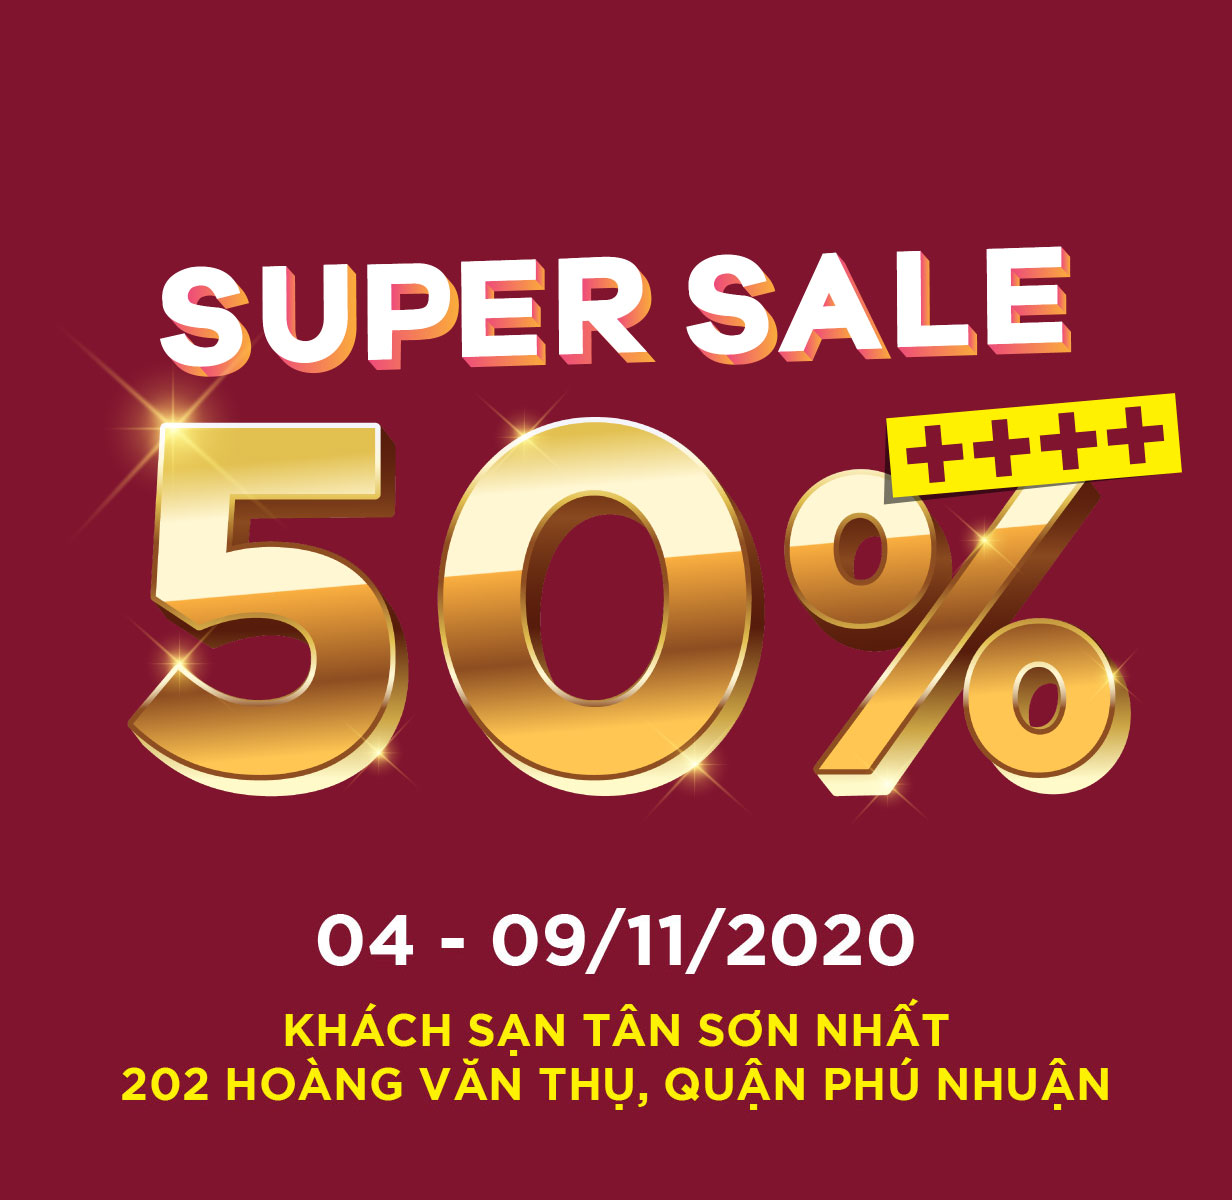 SUPER SALE
50% ++++
04 - 09/11/2020
KHÁCH SẠN TÂN SƠN NHẤT
202 HOÀNG VĂN THỤ, QUẬN PHÚ NHUẬN